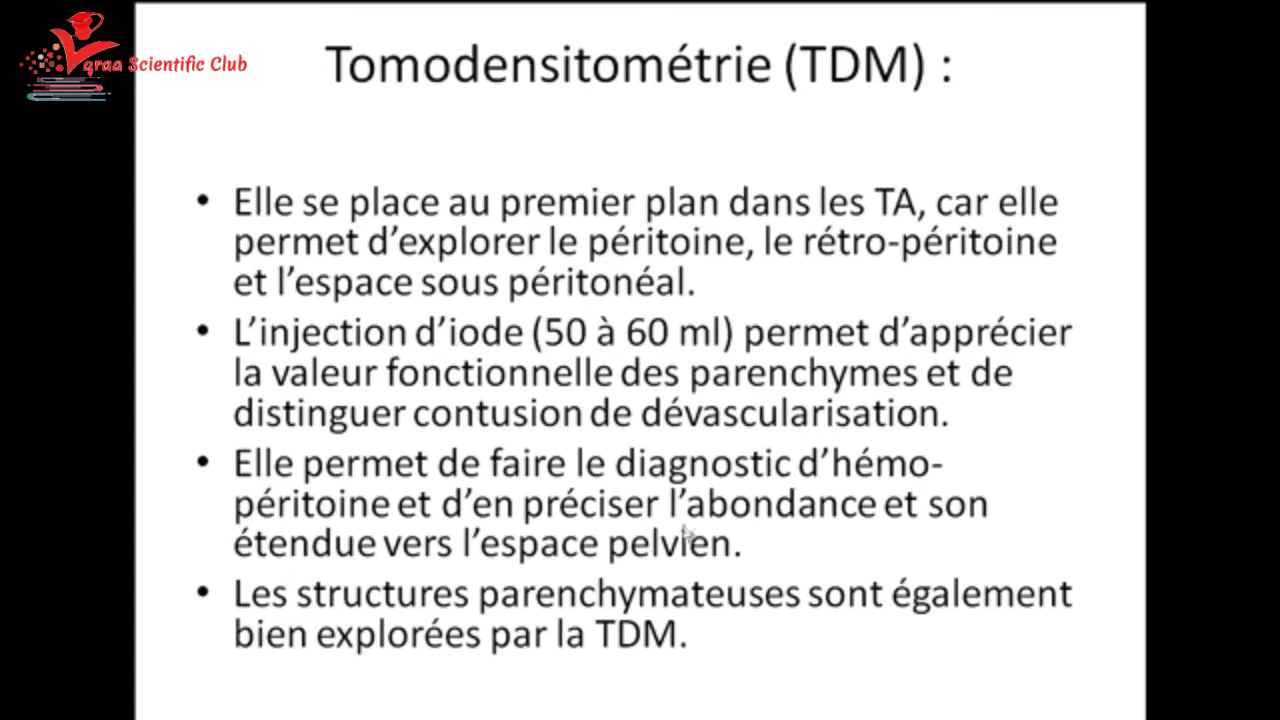 qraa Scientific Club
Tomodensitométrie (TDM) :
• Elle se place au premier plan dans les TA, car elle
permet d’explorer le péritoine, le rétro-péritoine
et l’espace sous péritonéal.
• L’injection d’iode (50 à 60 ml) permet d’apprécier
la valeur fonctionnelle des parenchymes et de
distinguer contusion de dévascularisation.
• Elle permet de faire le diagnostic d’hémo-
péritoine et d’en préciser l’abondance et son
étendue vers l’espace pelvien.
• Les structures parenchymateuses sont également
bien explorées par la TDM.